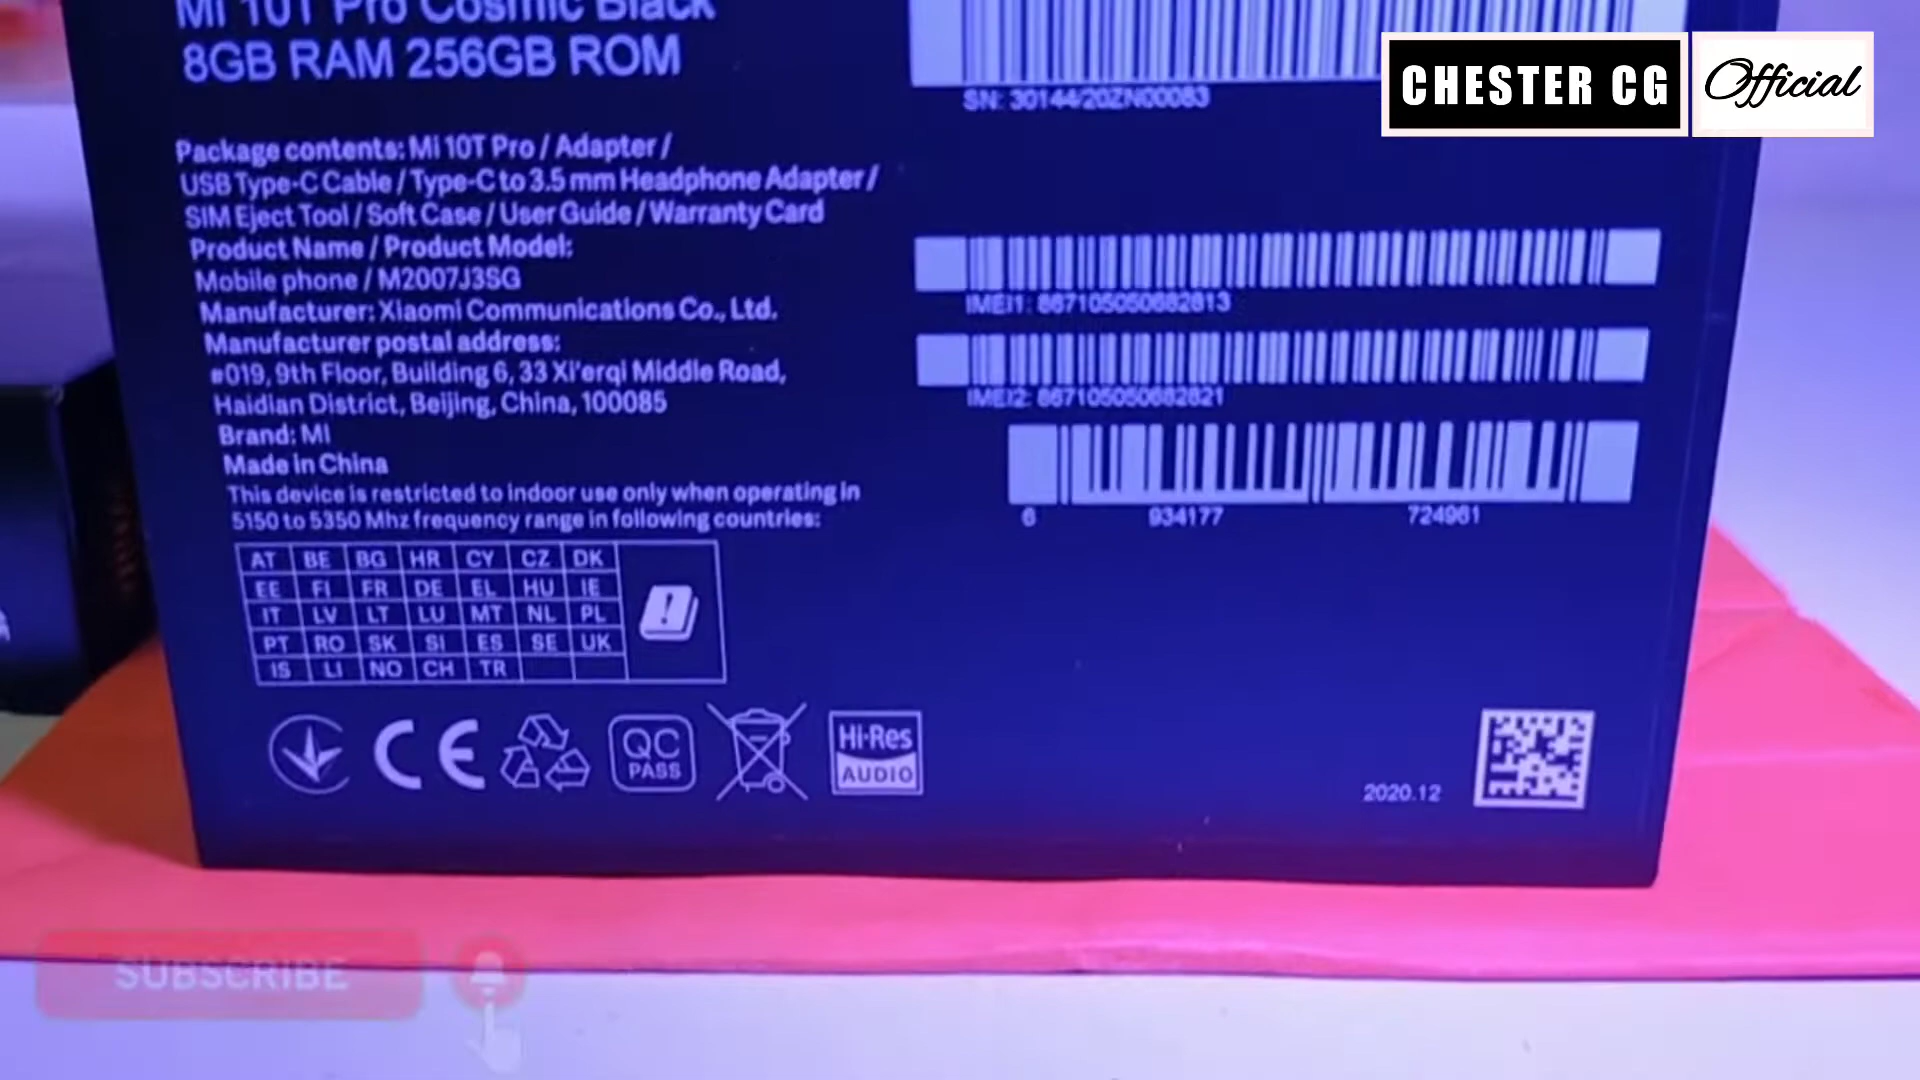 Mi 10T Pro Cosmic Black
8GB RAM 256GB ROM
SN: 30144/20ZN00083
CHESTER CG Official
Package contents: Mi 10T Pro / Adapter /
USB Type-C Cable / Type-C to 3.5 mm Headphone Adapter /
SIM Eject Tool / Soft Case / User Guide / Warranty Card
Product Name / Product Model:
Mobile phone / M2007J3SG
Manufacturer: Xiaomi Communications Co., Ltd.
Manufacturer postal address:
#019, 9th Floor, Building 6, 33 Xi'erqi Middle Road,
Haidian District, Beijing, China, 100085
Brand: MI
Made in China
This device is restricted to indoor use only when operating in
5150 to 5350 Mhz frequency range in following countries:
IMEI1: 867105050682813
IMEI2: 867105050682821
6 934177 724961
AT BE BG HR CY CZ DK
EE FI FR DE EL HU IE
IT LV LT LU MT NL PL
PT RO SK SI ES SE UK
IS LI NO CH TR
CE
QC
PASS
Hi-Res
AUDIO
2020.12
SUBSCRIBE